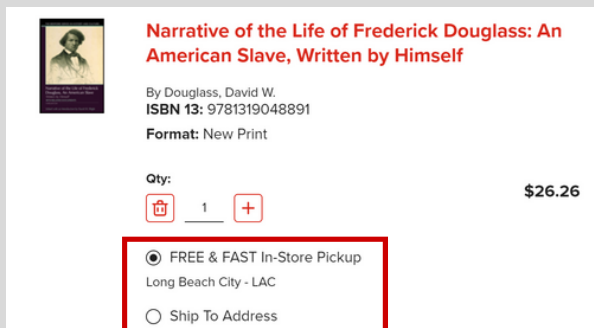 Narrative of the Life of Frederick Douglass: An
American Slave, Written by Himself
By Douglass, David W.
ISBN 13: 9781319048891
Format: New Print
Qty:
1
$26.26
FREE & FAST In-Store Pickup
Long Beach City - LAC
Ship To Address